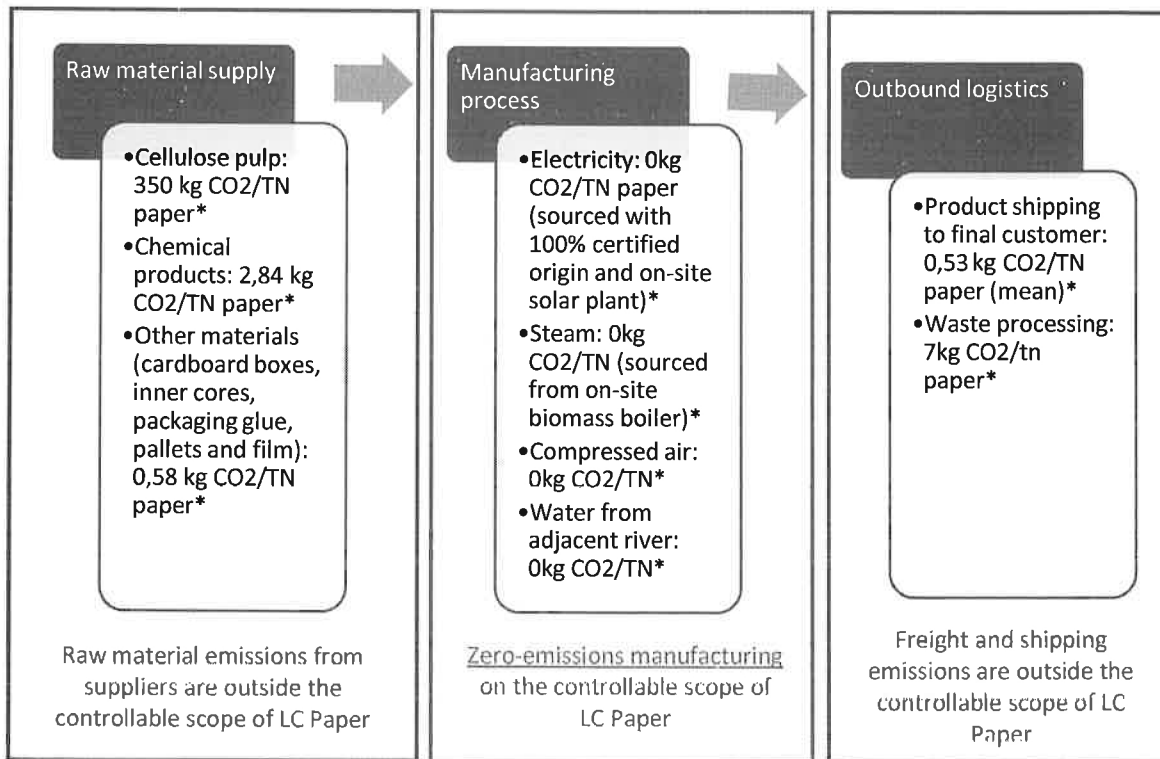 Raw material supply
•Cellulose pulp:
350 kg CO2/TN
paper*
•Chemical
products: 2,84 kg
CO2/TN paper*
•Other materials
(cardboard boxes,
inner cores,
packaging glue,
pallets and film):
0,58 kg CO2/TN
paper*
Raw material emissions from
suppliers are outside the
controllable scope of LC Paper
Manufacturing
process
•Electricity: 0kg
CO2/TN paper
(sourced with
100% certified
origin and on-site
solar plant)*
•Steam: 0kg
CO2/TN (sourced
from on-site
biomass boiler)*
•Compressed air:
0kg CO2/TN*
•Water from
adjacent river:
0kg CO2/TN*
Zero-emissions manufacturing
on the controllable scope of
LC Paper
Outbound logistics
•Product shipping
to final customer:
0,53 kg CO2/TN
paper (mean)*
•Waste processing:
7kg CO2/tn
paper*
Freight and shipping
emissions are outside the
controllable scope of LC
Paper